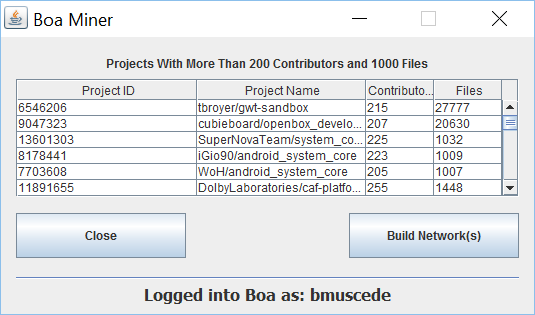 Boa Miner
Projects With More Than 200 Contributors and 1000 Files
Project ID Project Name Contributo... Files
6546206 tbroyer/gwt-sandbox 215 27777
9047323 cubieboard/openbox_develo... 207 20630
13601303 SuperNovaTeam/system_co... 225 1032
8178441 iGio90/android_system_core 223 1009
7703608 WoH/android_system_core 205 1007
11891655 DolbyLaboratories/caf-platfo... 255 1448
Close Build Network(s)
Logged into Boa as: bmuscede